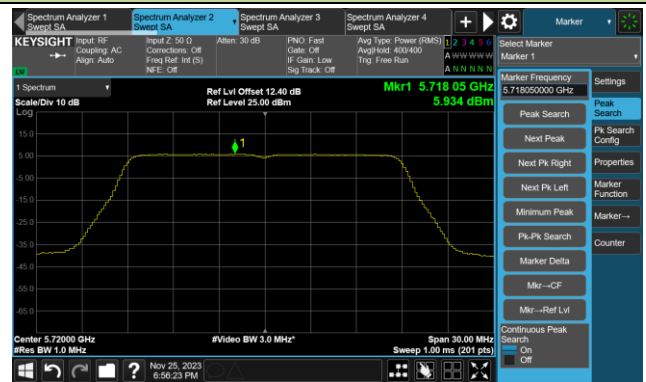 Spectrum Analyzer 1
Swept SA
Spectrum Analyzer 2
Swept SA
Spectrum Analyzer 3
Swept SA
Spectrum Analyzer 4
Swept SA
+
Marker
KEYSIGHT
Input: RF
Coupling: AC
Align: Auto
Input Z: 50 Ω
Corrections: Off
Freq Ref: Int (S)
NFE: Off
Atten: 30 dB
PNO: Fast
Gate: Off
IF Gain: Low
Sig Track: Off
Avg Type: Power (RMS)
Avg|Hold: 400/400
Trig: Free Run
1 2 3 4 5 6
A W W W W W
A N N N N N
LW
Select Marker
Marker 1
1 Spectrum
Scale/Div 10 dB
Log
Ref Lvl Offset 12.40 dB
Ref Level 25.00 dBm
Mkr1 5.718 05 GHz
5.934 dBm
1
15.0
5.00
-5.00
-15.0
-25.0
-35.0
-45.0
-55.0
-65.0
Center 5.72000 GHz
#Res BW 1.0 MHz
#Video BW 3.0 MHz*
Span 30.00 MHz
Sweep 1.00 ms (201 pts)
Marker Frequency
5.718050000 GHz
Peak Search
Next Peak
Next Pk Right
Next Pk Left
Minimum Peak
Pk-Pk Search
Marker Delta
Mkr→CF
Mkr→Ref Lvl
Continuous Peak
Search
On
Off
Settings
Peak
Search
Pk Search
Config
Properties
Marker
Function
Marker→
Counter
?
Nov 25, 2023
6:56:23 PM